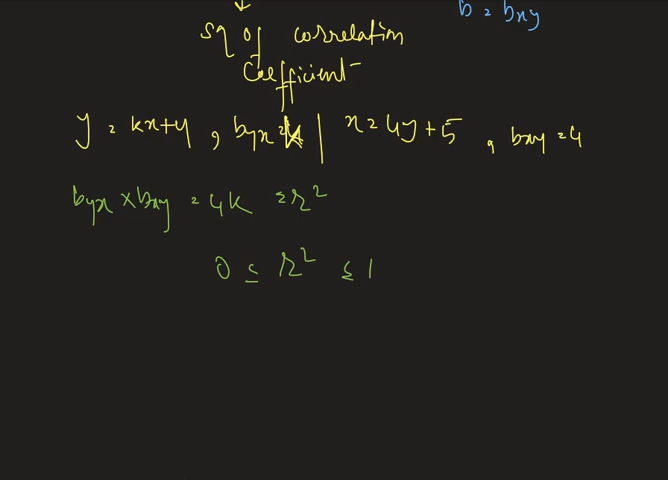 b = bxy
sq of correlation
Coefficient
y = kx+4 , byx = k | x = 4y + 5 , bxy = 4
byx × bxy = 4k = r²
0 ≤ r² ≤ 1